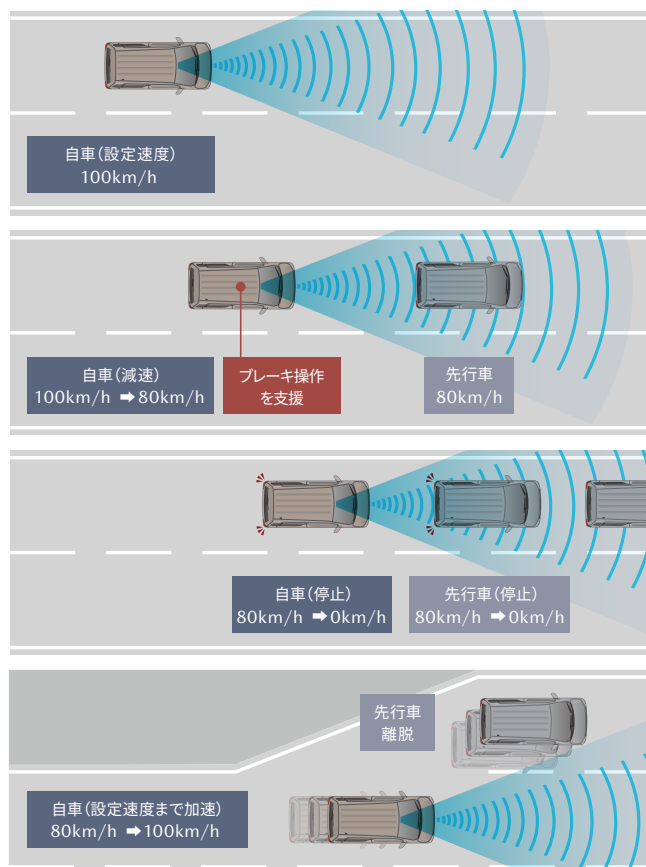 自車(設定速度)
100km/h
自車(減速)
100km/h ➡80km/h
ブレーキ操作
を支援
先行車
80km/h
自車(停止)
80km/h ➡0km/h
先行車(停止)
80km/h ➡0km/h
先行車
離脱
自車(設定速度まで加速)
80km/h ➡100km/h